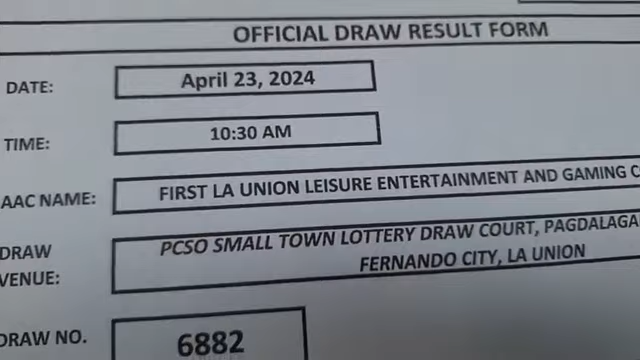 OFFICIAL DRAW RESULT FORM
DATE: April 23, 2024
TIME: 10:30 AM
AAC NAME: FIRST LA UNION LEISURE ENTERTAINMENT AND GAMING C
DRAW VENUE: PCSO SMALL TOWN LOTTERY DRAW COURT, PAGDALAGA
FERNANDO CITY, LA UNION
DRAW NO. 6882